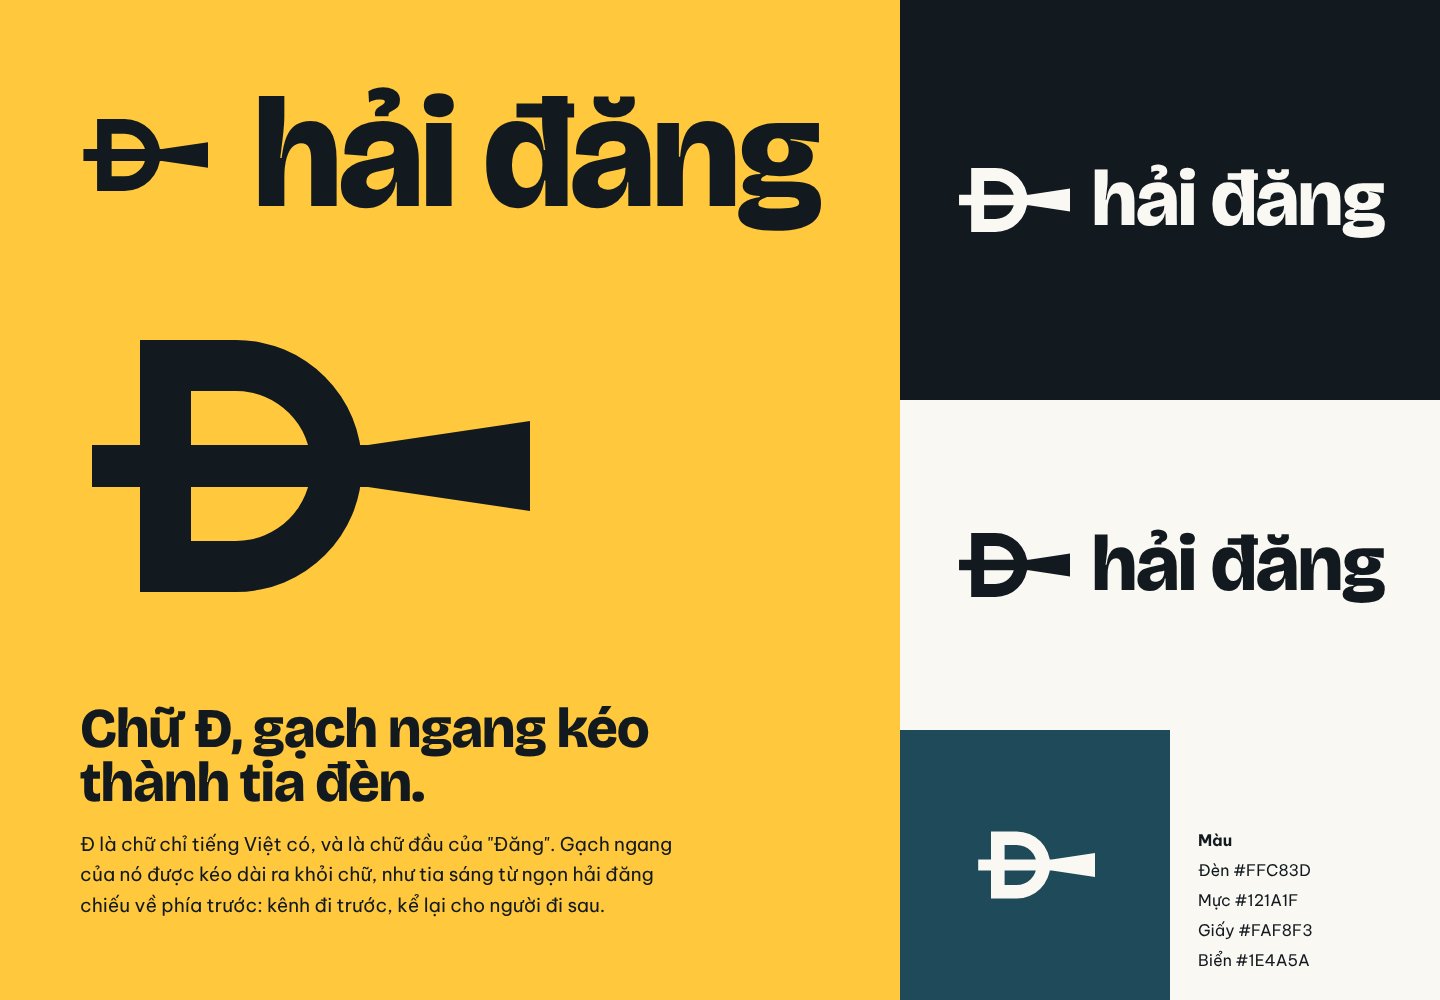 Đ hải đăng
Đ
Chữ Đ, gạch ngang kéo
thành tia đèn.
Đ là chữ chỉ tiếng Việt có, và là chữ đầu của "Đăng". Gạch ngang
của nó được kéo dài ra khỏi chữ, như tia sáng từ ngọn hải đăng
chiếu về phía trước: kênh đi trước, kể lại cho người đi sau.
Đ hải đăng
Đ hải đăng
Đ
Màu
Đèn #FFC83D
Mực #121A1F
Giấy #FAF8F3
Biển #1E4A5A